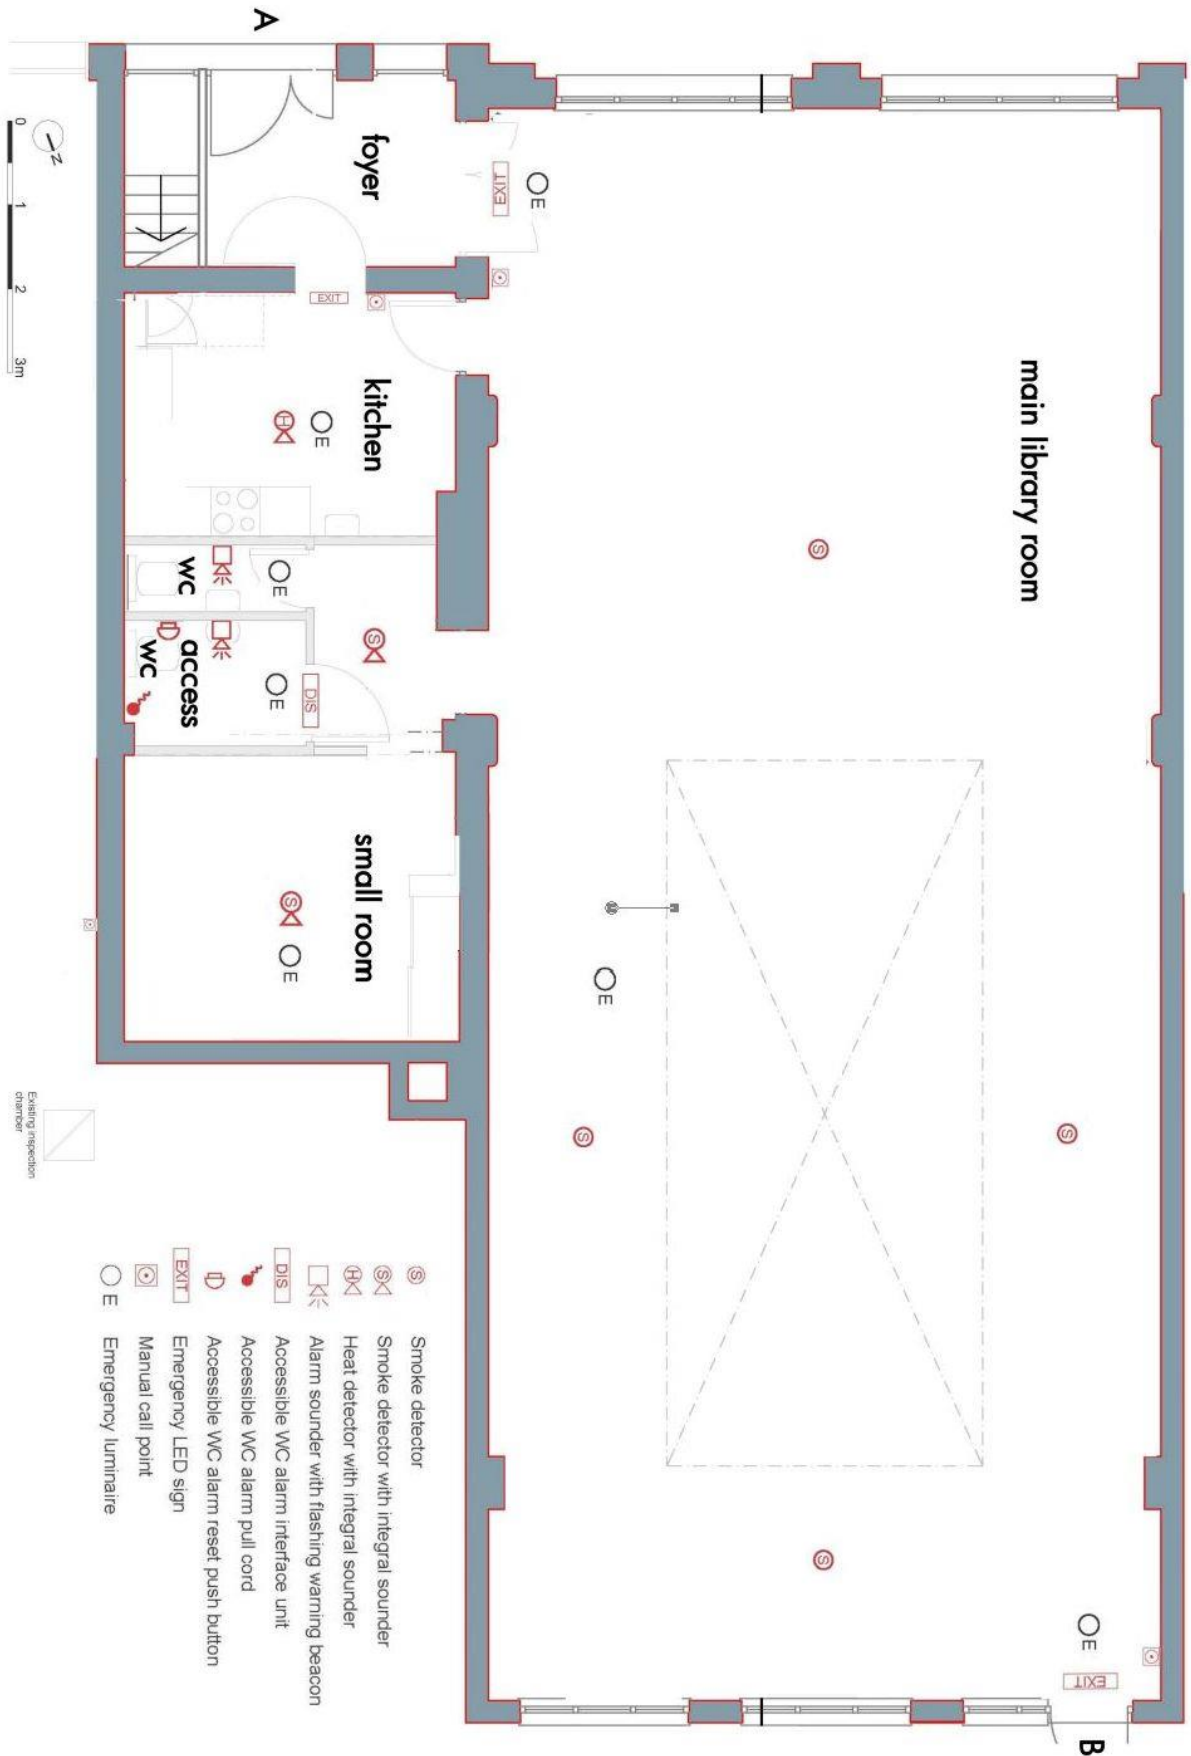 A
foyer
E
EXIT
main library room
EXIT
kitchen
H
E
S
wc
E
S
access
wc
E
DIS
small room
S
E
E
S
S
S
E
EXIT
B
N
0 1 2 3m
Existing inspection
chamber
S Smoke detector
S Smoke detector with integral sounder
H Heat detector with integral sounder
Alarm sounder with flashing warning beacon
DIS Accessible WC alarm interface unit
Accessible WC alarm pull cord
Accessible WC alarm reset push button
EXIT Emergency LED sign
Manual call point
E Emergency luminaire